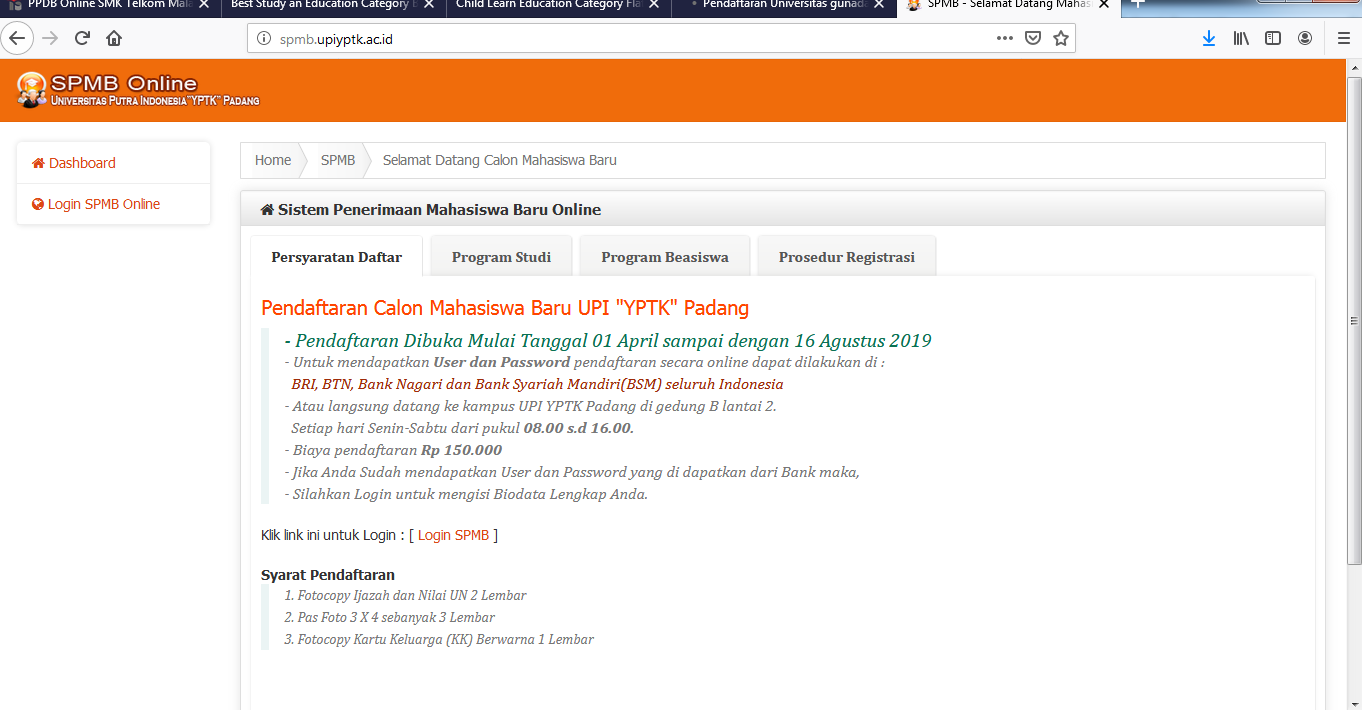 PPDB Online SMK Telkom Mala
Best Study an Education Category
Child Learn Education Category Fla
Pendaftaran Universitas gunad
SPMB - Selamat Datang Mahas
spmb.upiyptk.ac.id
SPMB Online
Universitas Putra Indonesia"YPTK" Padang
Dashboard
Login SPMB Online
Home
SPMB
Selamat Datang Calon Mahasiswa Baru
Sistem Penerimaan Mahasiswa Baru Online
Persyaratan Daftar
Program Studi
Program Beasiswa
Prosedur Registrasi
Pendaftaran Calon Mahasiswa Baru UPI "YPTK" Padang
- Pendaftaran Dibuka Mulai Tanggal 01 April sampai dengan 16 Agustus 2019
- Untuk mendapatkan User dan Password pendaftaran secara online dapat dilakukan di :
BRI, BTN, Bank Nagari dan Bank Syariah Mandiri(BSM) seluruh Indonesia
- Atau langsung datang ke kampus UPI YPTK Padang di gedung B lantai 2.
Setiap hari Senin-Sabtu dari pukul 08.00 s.d 16.00.
- Biaya pendaftaran Rp 150.000
- Jika Anda Sudah mendapatkan User dan Password yang di dapatkan dari Bank maka,
- Silahkan Login untuk mengisi Biodata Lengkap Anda.
Klik link ini untuk Login : [ Login SPMB ]
Syarat Pendaftaran
1. Fotocopy Ijazah dan Nilai UN 2 Lembar
2. Pas Foto 3 X 4 sebanyak 3 Lembar
3. Fotocopy Kartu Keluarga (KK) Berwarna 1 Lembar